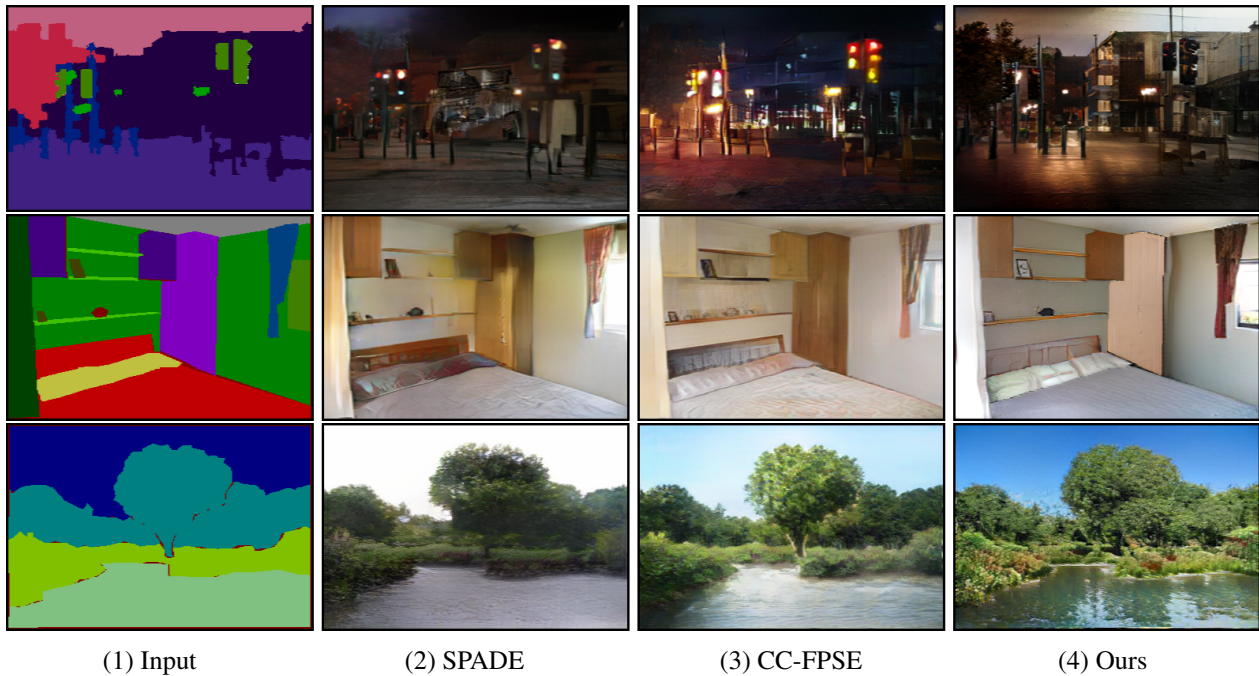 (1) Input
(2) SPADE
(3) CC-FPSE
(4) Ours